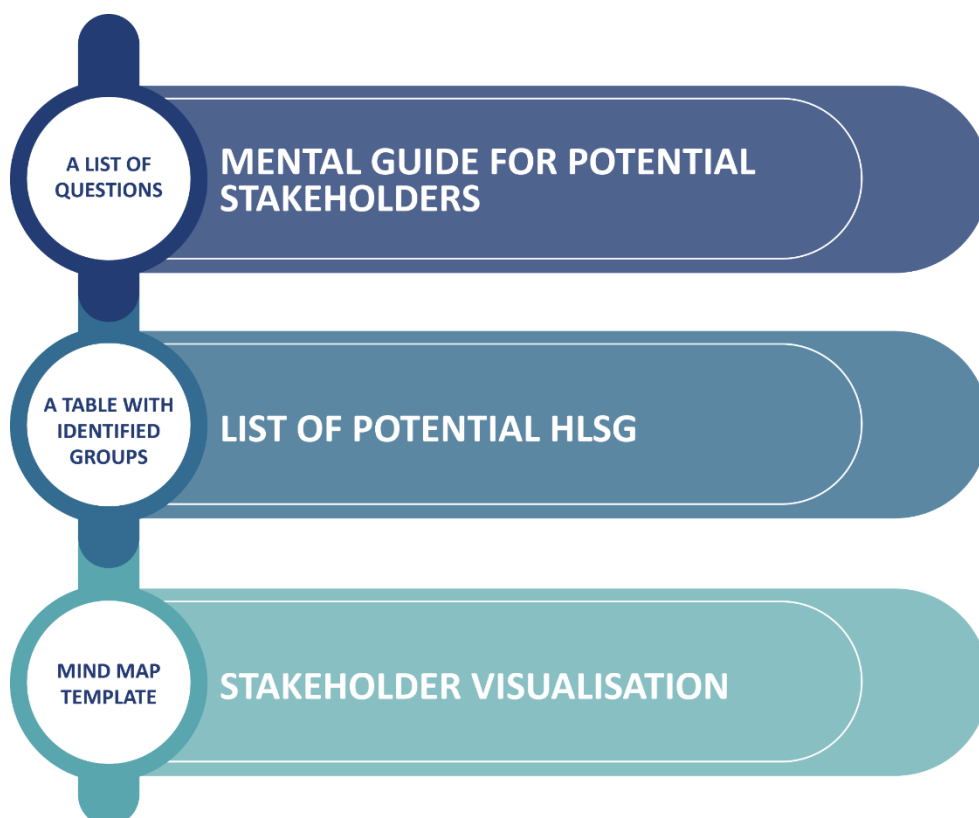 A LIST OF
QUESTIONS
MENTAL GUIDE FOR POTENTIAL
STAKEHOLDERS
A TABLE WITH
IDENTIFIED
GROUPS
LIST OF POTENTIAL HLSG
MIND MAP
TEMPLATE
STAKEHOLDER VISUALISATION